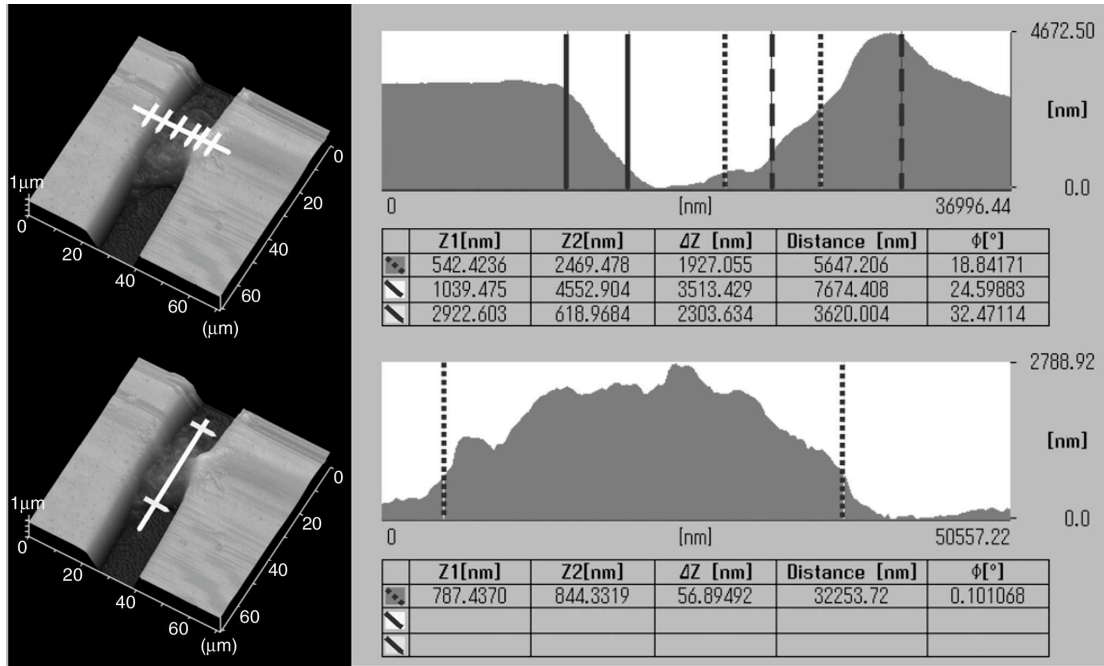 1μm
0
20
40
60
(μm)
0
20
40
60
4672.50
[nm]
0.0
0 [nm] 36996.44
Z1[nm] Z2[nm] ΔZ [nm] Distance [nm] ϕ[°]
542.4236 2469.478 1927.055 5647.206 18.84171
1039.475 4552.904 3513.429 7674.408 24.59883
2922.603 618.9684 2303.634 3620.004 32.47114
1μm
0
20
40
60
(μm)
0
20
40
60
2788.92
[nm]
0.0
0 [nm] 50557.22
Z1[nm] Z2[nm] ΔZ [nm] Distance [nm] ϕ[°]
787.4370 844.3319 56.89492 32253.72 0.101068